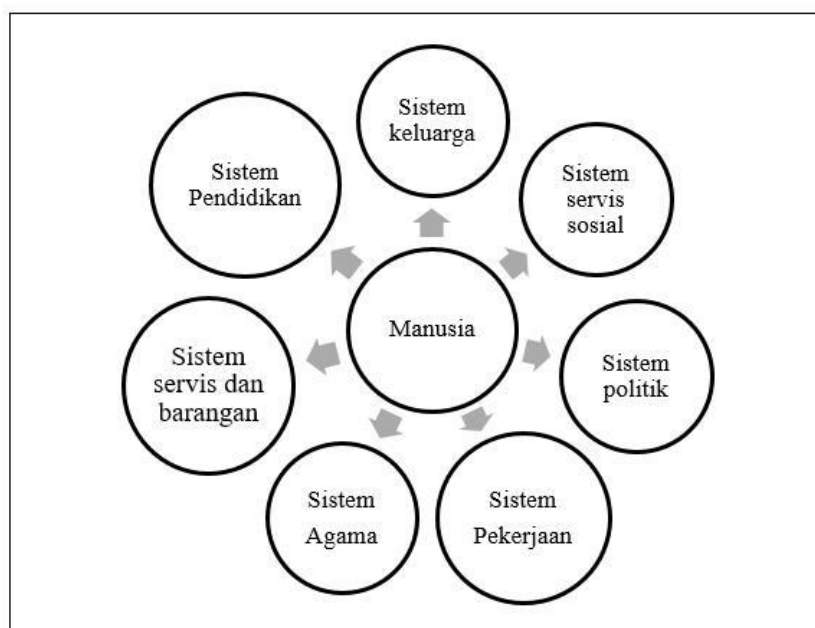 Sistem
keluarga
Sistem
Pendidikan
Sistem
servis
sosial
Manusia
Sistem
servis dan
barangan
Sistem
politik
Sistem
Agama
Sistem
Pekerjaan